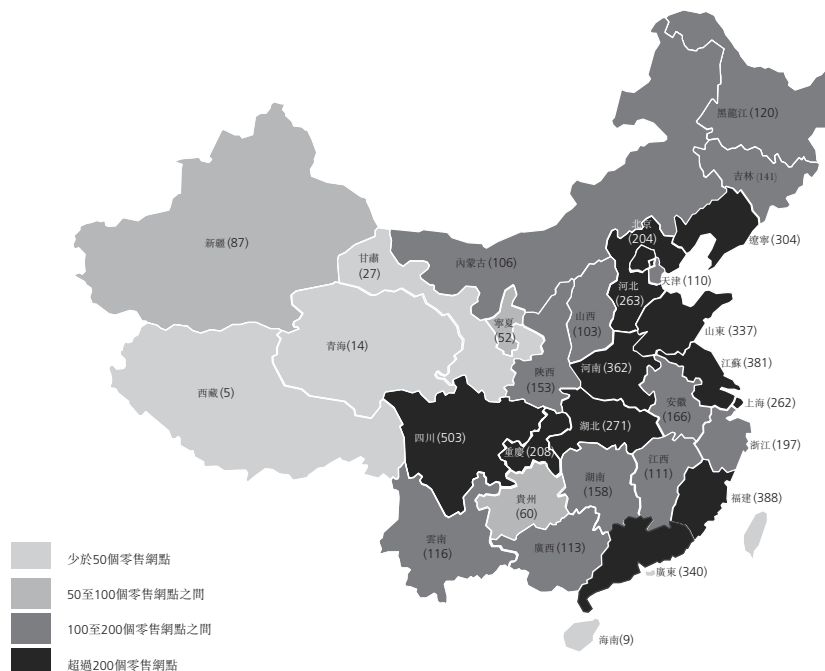 黑龍江 (120)
吉林 (141)
北京
(204)
遼寧 (304)
新疆 (87)
甘肅
(27)
內蒙古 (106)
天津 (110)
河北
(263)
寧夏
(52)
山西
(103)
山東 (337)
青海 (14)
河南 (362)
江蘇 (381)
陝西
(153)
西藏 (5)
安徽
(166)
上海 (262)
四川 (503)
湖北 (271)
重慶 (208)
浙江 (197)
江西
(111)
湖南
(158)
貴州
(60)
福建 (388)
雲南
(116)
廣西 (113)
廣東 (340)
海南 (9)
少於50個零售網點
50至100個零售網點之間
100至200個零售網點之間
超過200個零售網點